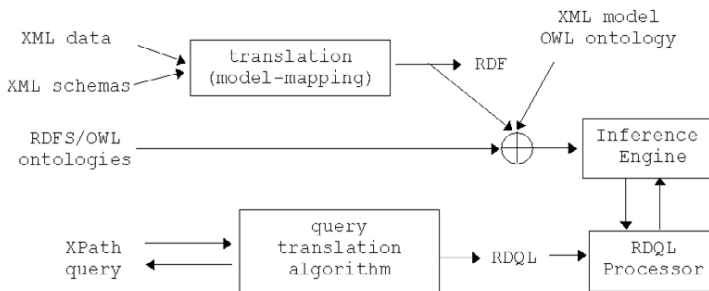 XML data
XML schemas
translation
(model-mapping)
RDF
XML model
OWL ontology
RDFS/OWL
ontologies
Inference
Engine
XPath
query
query
translation
algorithm
RDQL
RDQL
Processor